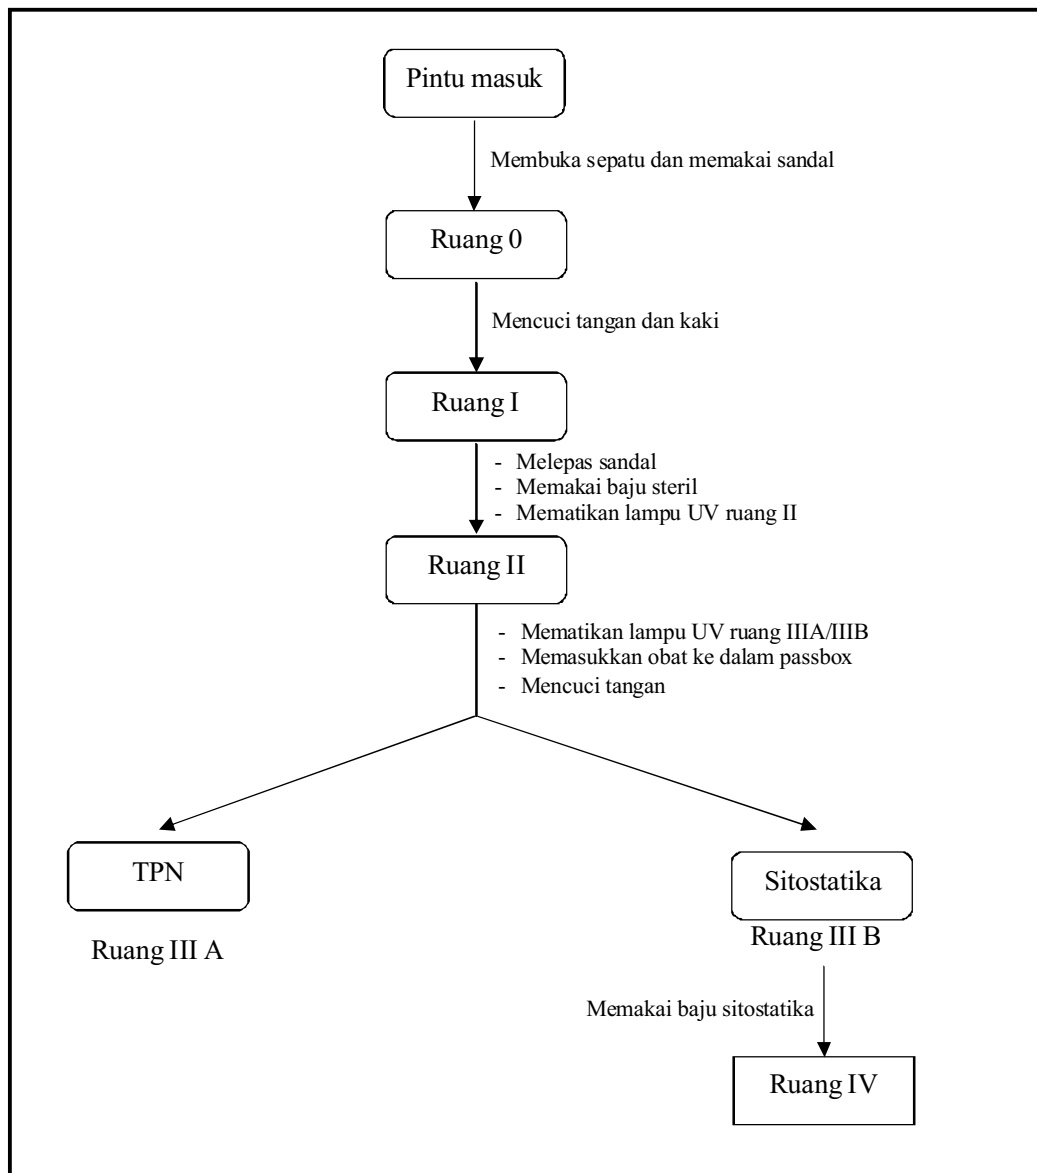 Pintu masuk
Membuka sepatu dan memakai sandal
Ruang 0
Mencuci tangan dan kaki
Ruang I
- Melepas sandal
- Memakai baju steril
- Mematikan lampu UV ruang II
Ruang II
- Mematikan lampu UV ruang IIIA/IIIB
- Memasukkan obat ke dalam passbox
- Mencuci tangan
TPN
Ruang III A
Sitostatika
Ruang III B
Memakai baju sitostatika
Ruang IV